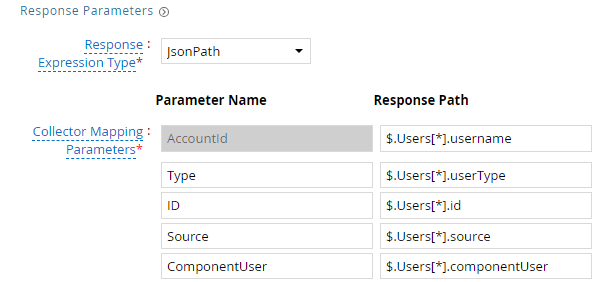 Response Parameters
Response :
Expression Type*
JsonPath
Parameter Name Response Path
Collector Mapping :
Parameters*
AccountId $.Users[*].username
Type $.Users[*].userType
ID $.Users[*].id
Source $.Users[*].source
ComponentUser $.Users[*].componentUser